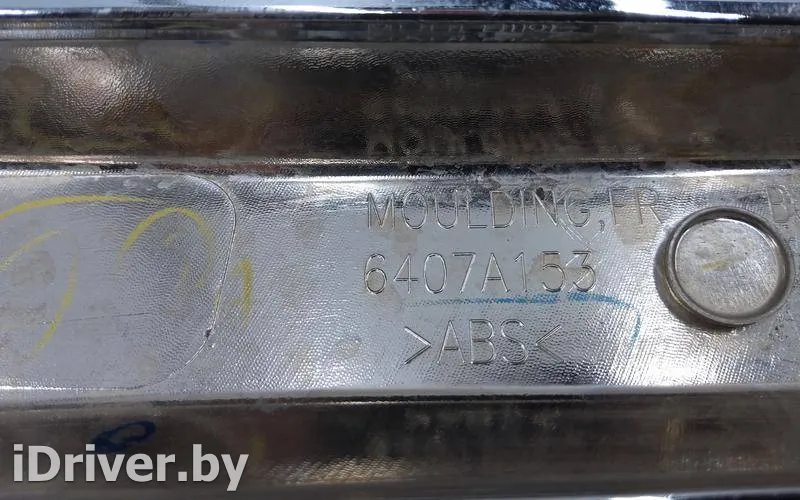 MOULDING,FR B
6407A153
>ABS<
iDriver.by